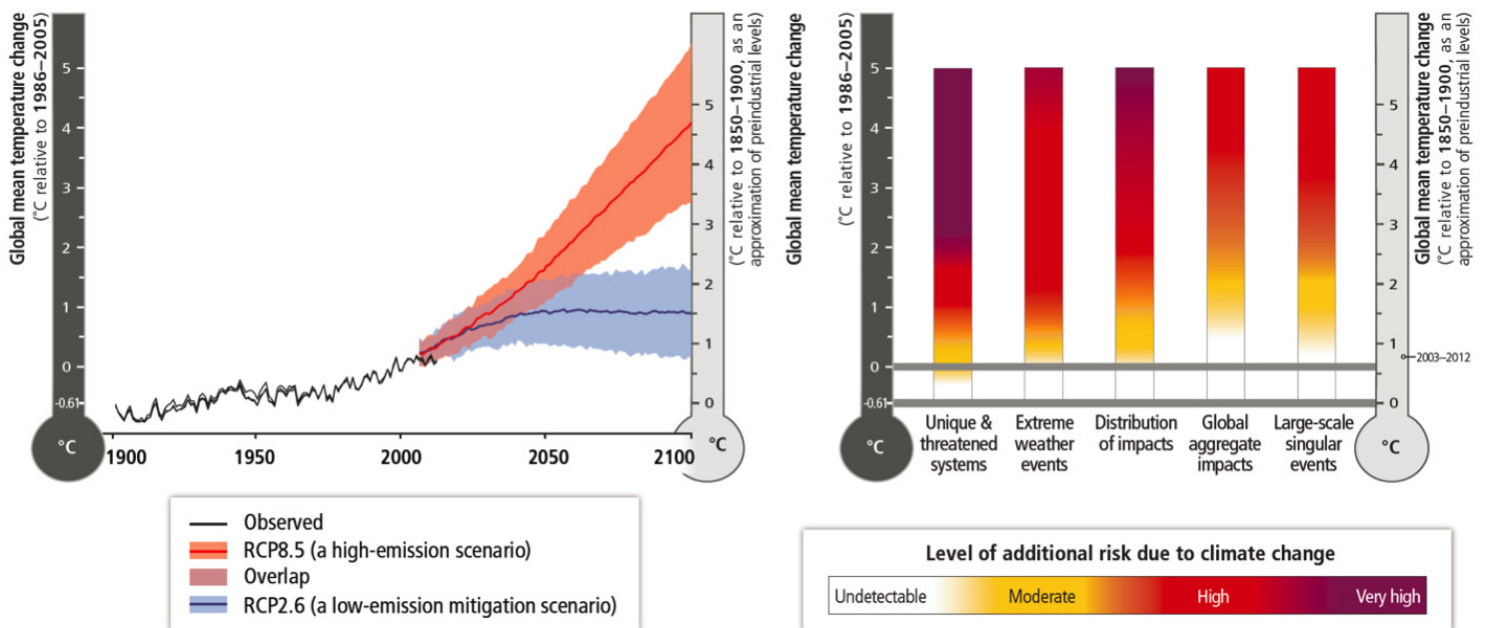 Global mean temperature change
(°C relative to 1986–2005)
5
4
3
2
1
0
-0.61
°C
1900
1950
2000
2050
2100
5
4
3
2
1
0
°C
(°C relative to 1850–1900, as an
approximation of preindustrial levels)
Observed
RCP8.5 (a high-emission scenario)
Overlap
RCP2.6 (a low-emission mitigation scenario)
Global mean temperature change
(°C relative to 1986–2005)
5
4
3
2
1
0
-0.61
°C
Unique &
threatened
systems
Extreme
weather
events
Distribution
of impacts
Global
aggregate
impacts
Large-scale
singular
events
5
4
3
2
1
0
2003–2012
°C
Global mean temperature change
(°C relative to 1850–1900, as an
approximation of preindustrial levels)
Level of additional risk due to climate change
Undetectable
Moderate
High
Very high